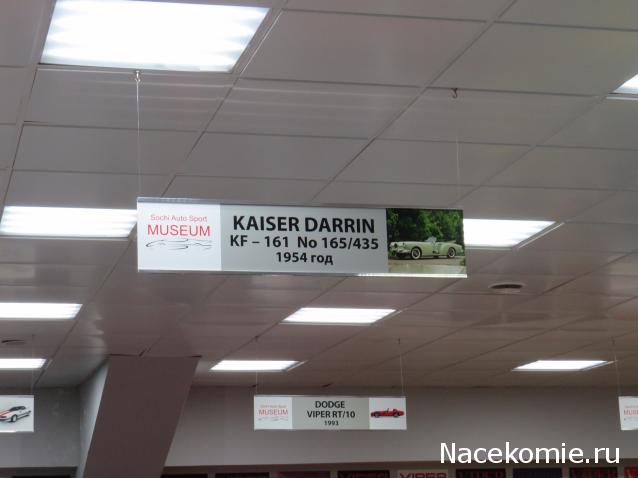 Sochi Auto Sport
MUSEUM
KAISER DARRIN
KF – 161 No 165/435
1954 год
MUSEUM
DODGE
VIPER RT/10
1993
Nacekomie.ru
VIPER